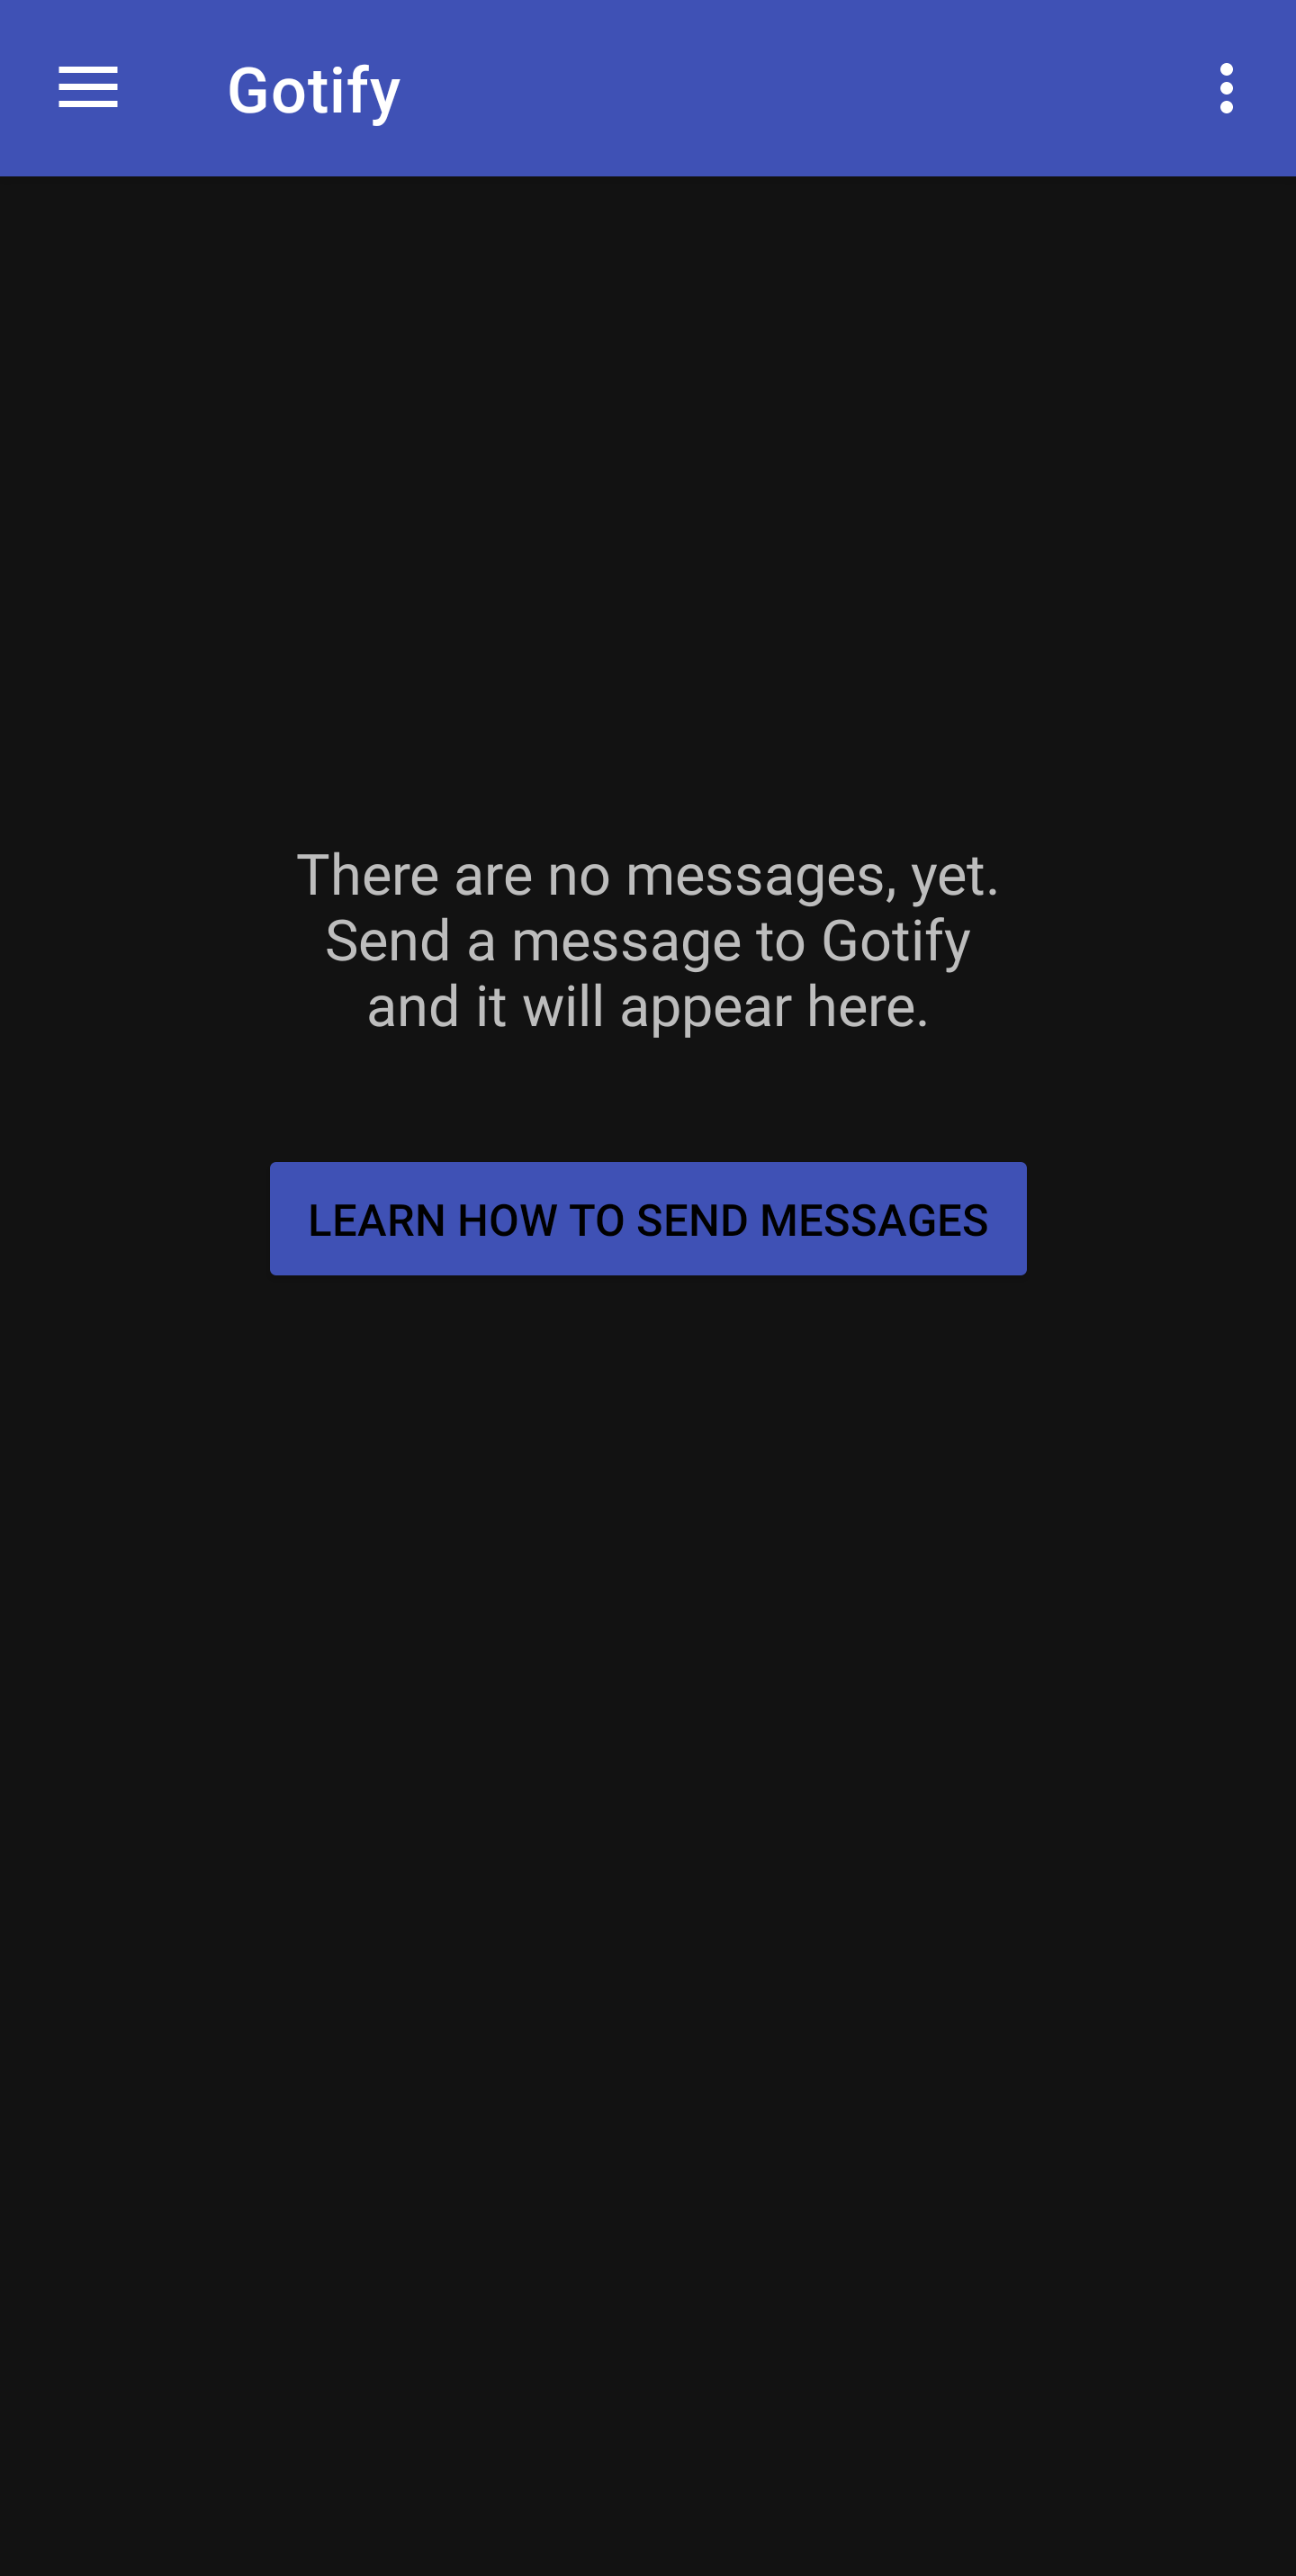 Gotify
There are no messages, yet.
Send a message to Gotify
and it will appear here.
LEARN HOW TO SEND MESSAGES